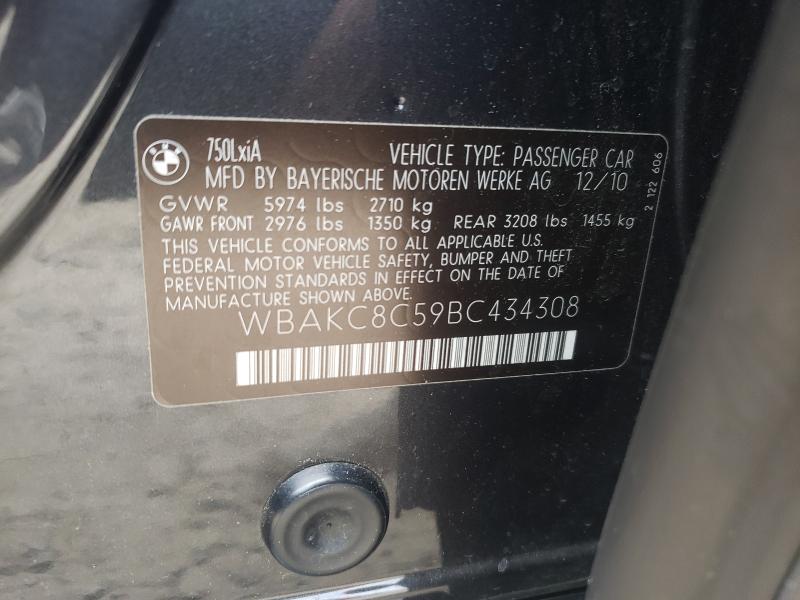 BMW
750LxiA VEHICLE TYPE: PASSENGER CAR
MFD BY BAYERISCHE MOTOREN WERKE AG 12/10
GVWR 5974 lbs 2710 kg
GAWR FRONT 2976 lbs 1350 kg REAR 3208 lbs 1455 kg
THIS VEHICLE CONFORMS TO ALL APPLICABLE U.S.
FEDERAL MOTOR VEHICLE SAFETY, BUMPER AND THEFT
PREVENTION STANDARDS IN EFFECT ON THE DATE OF
MANUFACTURE SHOWN ABOVE.
WBAKC8C59BC434308
2 122 606